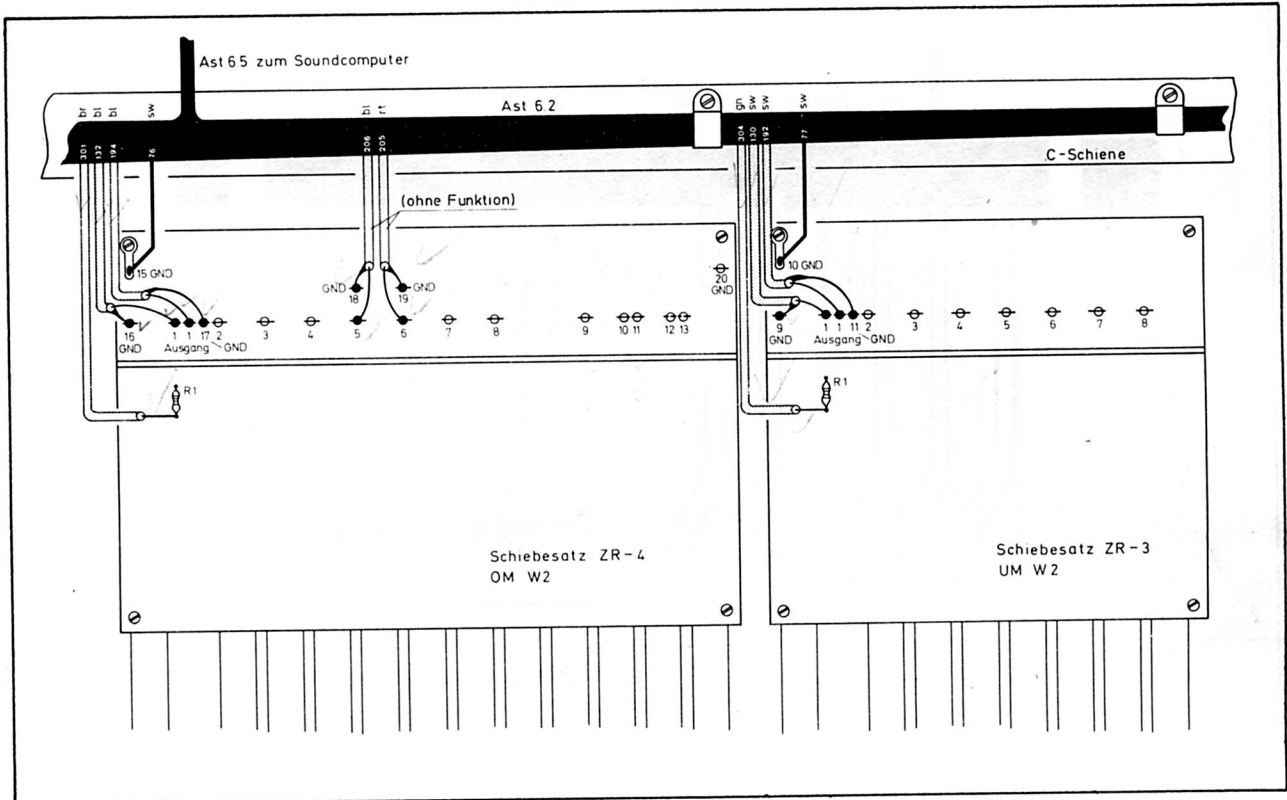 Ast 6.5 zum Soundcomputer
br bl bl sw
bl rt
Ast 6.2
gn sw sw sw
301 132 194 76
206 205
304 130 192 77
C-Schiene
(ohne Funktion)
15 GND
GND 18
19 GND
20 GND
10 GND
16 GND
1 1 17 2 3 4 5 6 7 8 9 10 11 12 13
Ausgang GND
9 GND
1 1 11 2 3 4 5 6 7 8
Ausgang GND
R1
R1
Schiebesatz ZR-4
OM W2
Schiebesatz ZR-3
UM W2